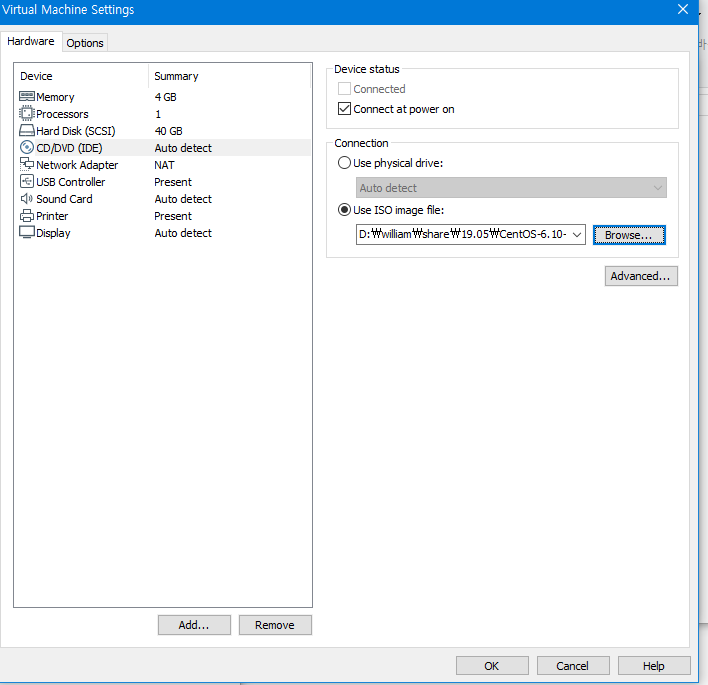 Virtual Machine Settings
Hardware Options
Device Summary
Memory 4 GB
Processors 1
Hard Disk (SCSI) 40 GB
CD/DVD (IDE) Auto detect
Network Adapter NAT
USB Controller Present
Sound Card Auto detect
Printer Present
Display Auto detect
Add... Remove
Device status
Connected
Connect at power on
Connection
Use physical drive:
Auto detect
Use ISO image file:
D:₩william₩share₩19.05₩CentOS-6.10- Browse...
Advanced...
OK Cancel Help